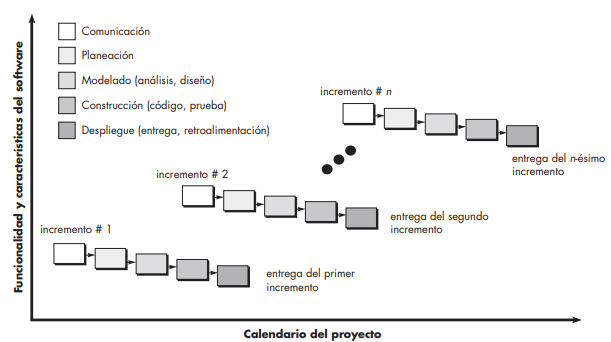 Funcionalidad y características del software
Comunicación
Planeación
Modelado (análisis, diseño)
Construcción (código, prueba)
Despliegue (entrega, retroalimentación)
incremento # n
entrega del n-ésimo
incremento
incremento # 2
entrega del segundo
incremento
incremento # 1
entrega del primer
incremento
Calendario del proyecto